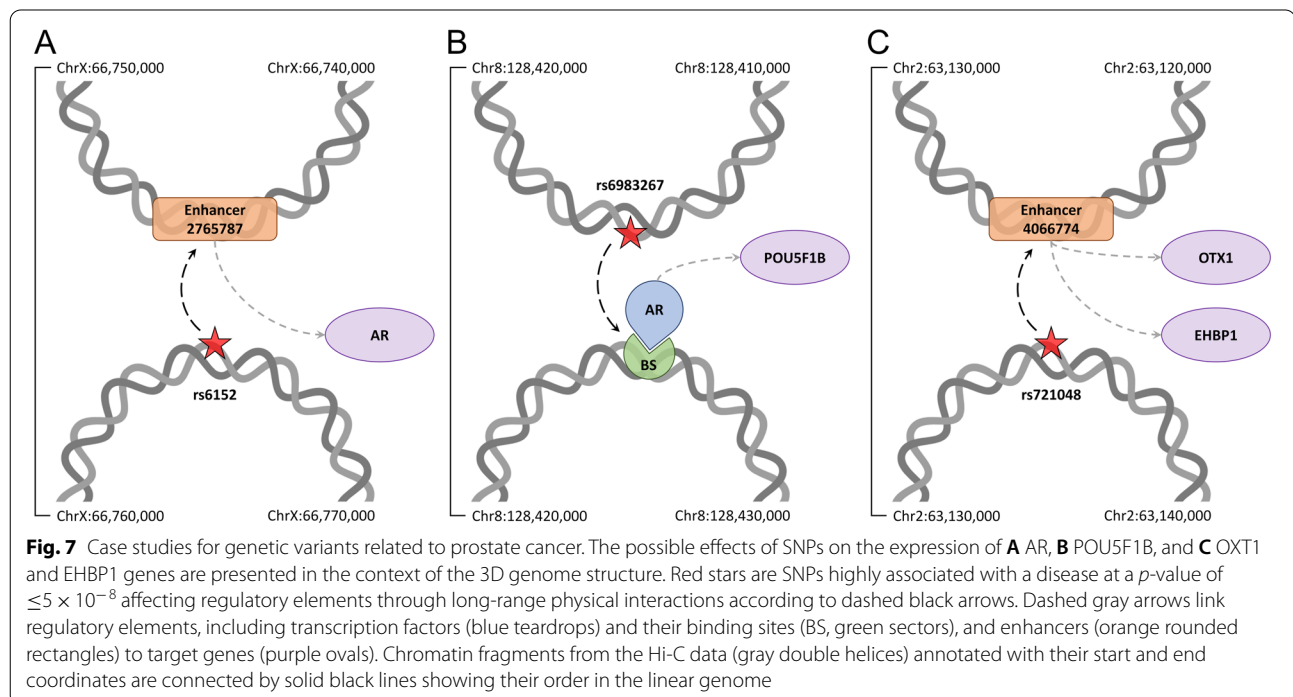 A
ChrX:66,750,000
ChrX:66,740,000
Enhancer
2765787
AR
rs6152
ChrX:66,760,000
ChrX:66,770,000
B
Chr8:128,420,000
Chr8:128,410,000
rs6983267
POU5F1B
AR
BS
Chr8:128,420,000
Chr8:128,430,000
C
Chr2:63,130,000
Chr2:63,120,000
Enhancer
4066774
OTX1
EHBP1
rs721048
Chr2:63,130,000
Chr2:63,140,000
Fig. 7 Case studies for genetic variants related to prostate cancer. The possible effects of SNPs on the expression of A AR, B POU5F1B, and C OXT1
and EHBP1 genes are presented in the context of the 3D genome structure. Red stars are SNPs highly associated with a disease at a p-value of
≤5 × 10⁻⁸ affecting regulatory elements through long-range physical interactions according to dashed black arrows. Dashed gray arrows link
regulatory elements, including transcription factors (blue teardrops) and their binding sites (BS, green sectors), and enhancers (orange rounded
rectangles) to target genes (purple ovals). Chromatin fragments from the Hi-C data (gray double helices) annotated with their start and end
coordinates are connected by solid black lines showing their order in the linear genome